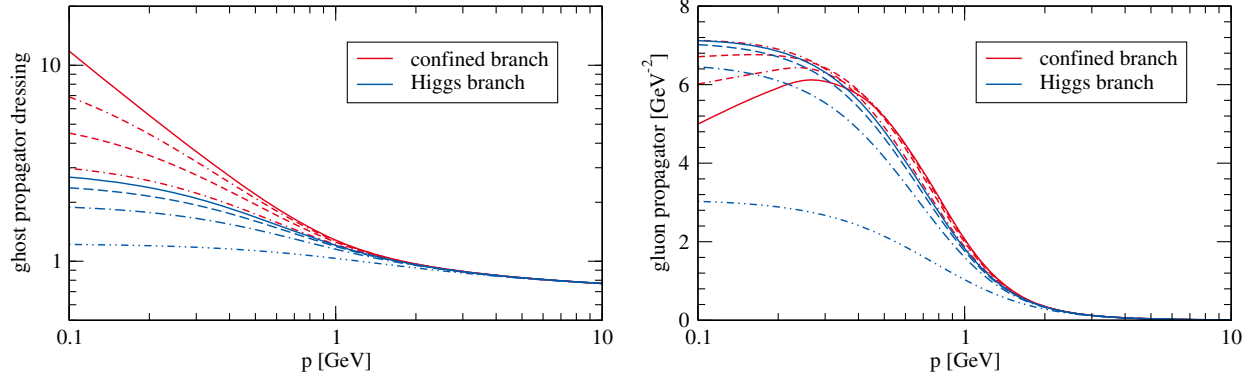 ghost propagator dressing
10
1
confined branch
Higgs branch
0.1
1
10
p [GeV]
gluon propagator [GeV⁻²]
8
6
4
2
0
confined branch
Higgs branch
0.1
1
10
p [GeV]